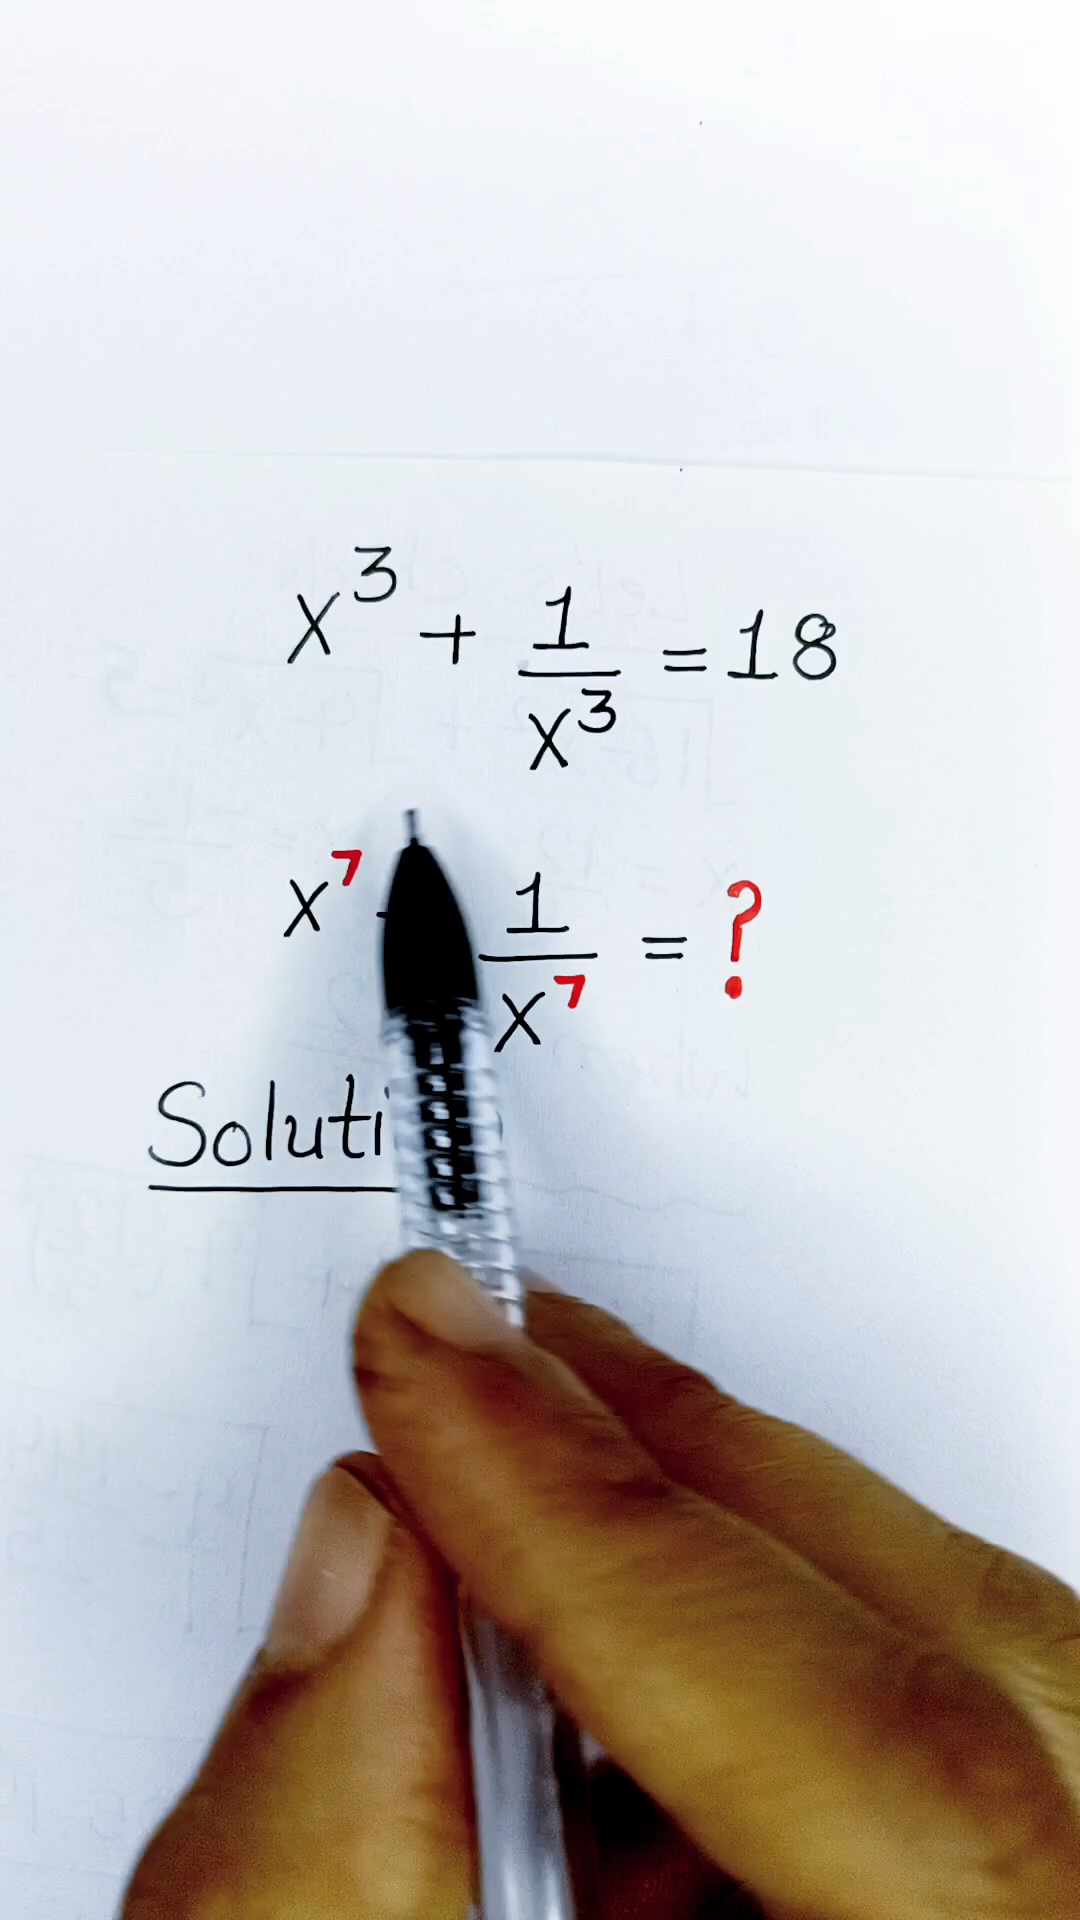 x³ + 1/x³ = 18
x⁷ 1/x⁷ = ?
Soluti